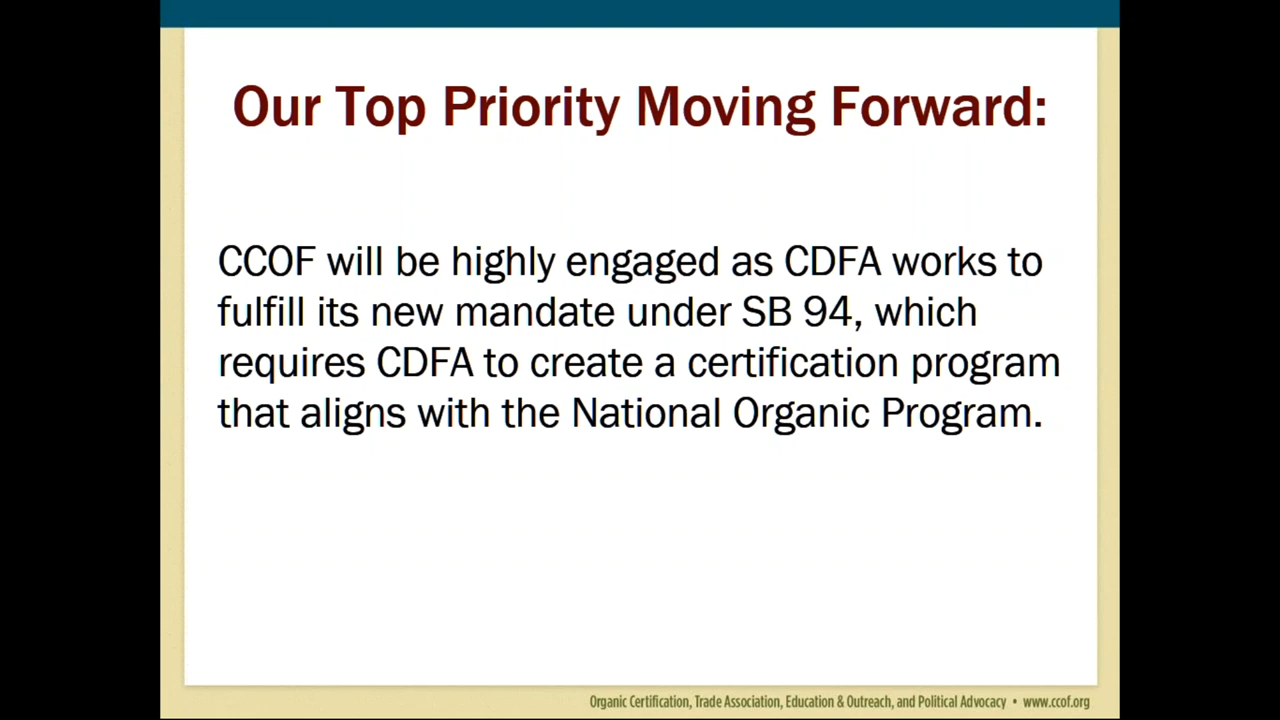 Our Top Priority Moving Forward:
CCOF will be highly engaged as CDFA works to
fulfill its new mandate under SB 94, which
requires CDFA to create a certification program
that aligns with the National Organic Program.
Organic Certification, Trade Association, Education & Outreach, and Political Advocacy • www.ccof.org